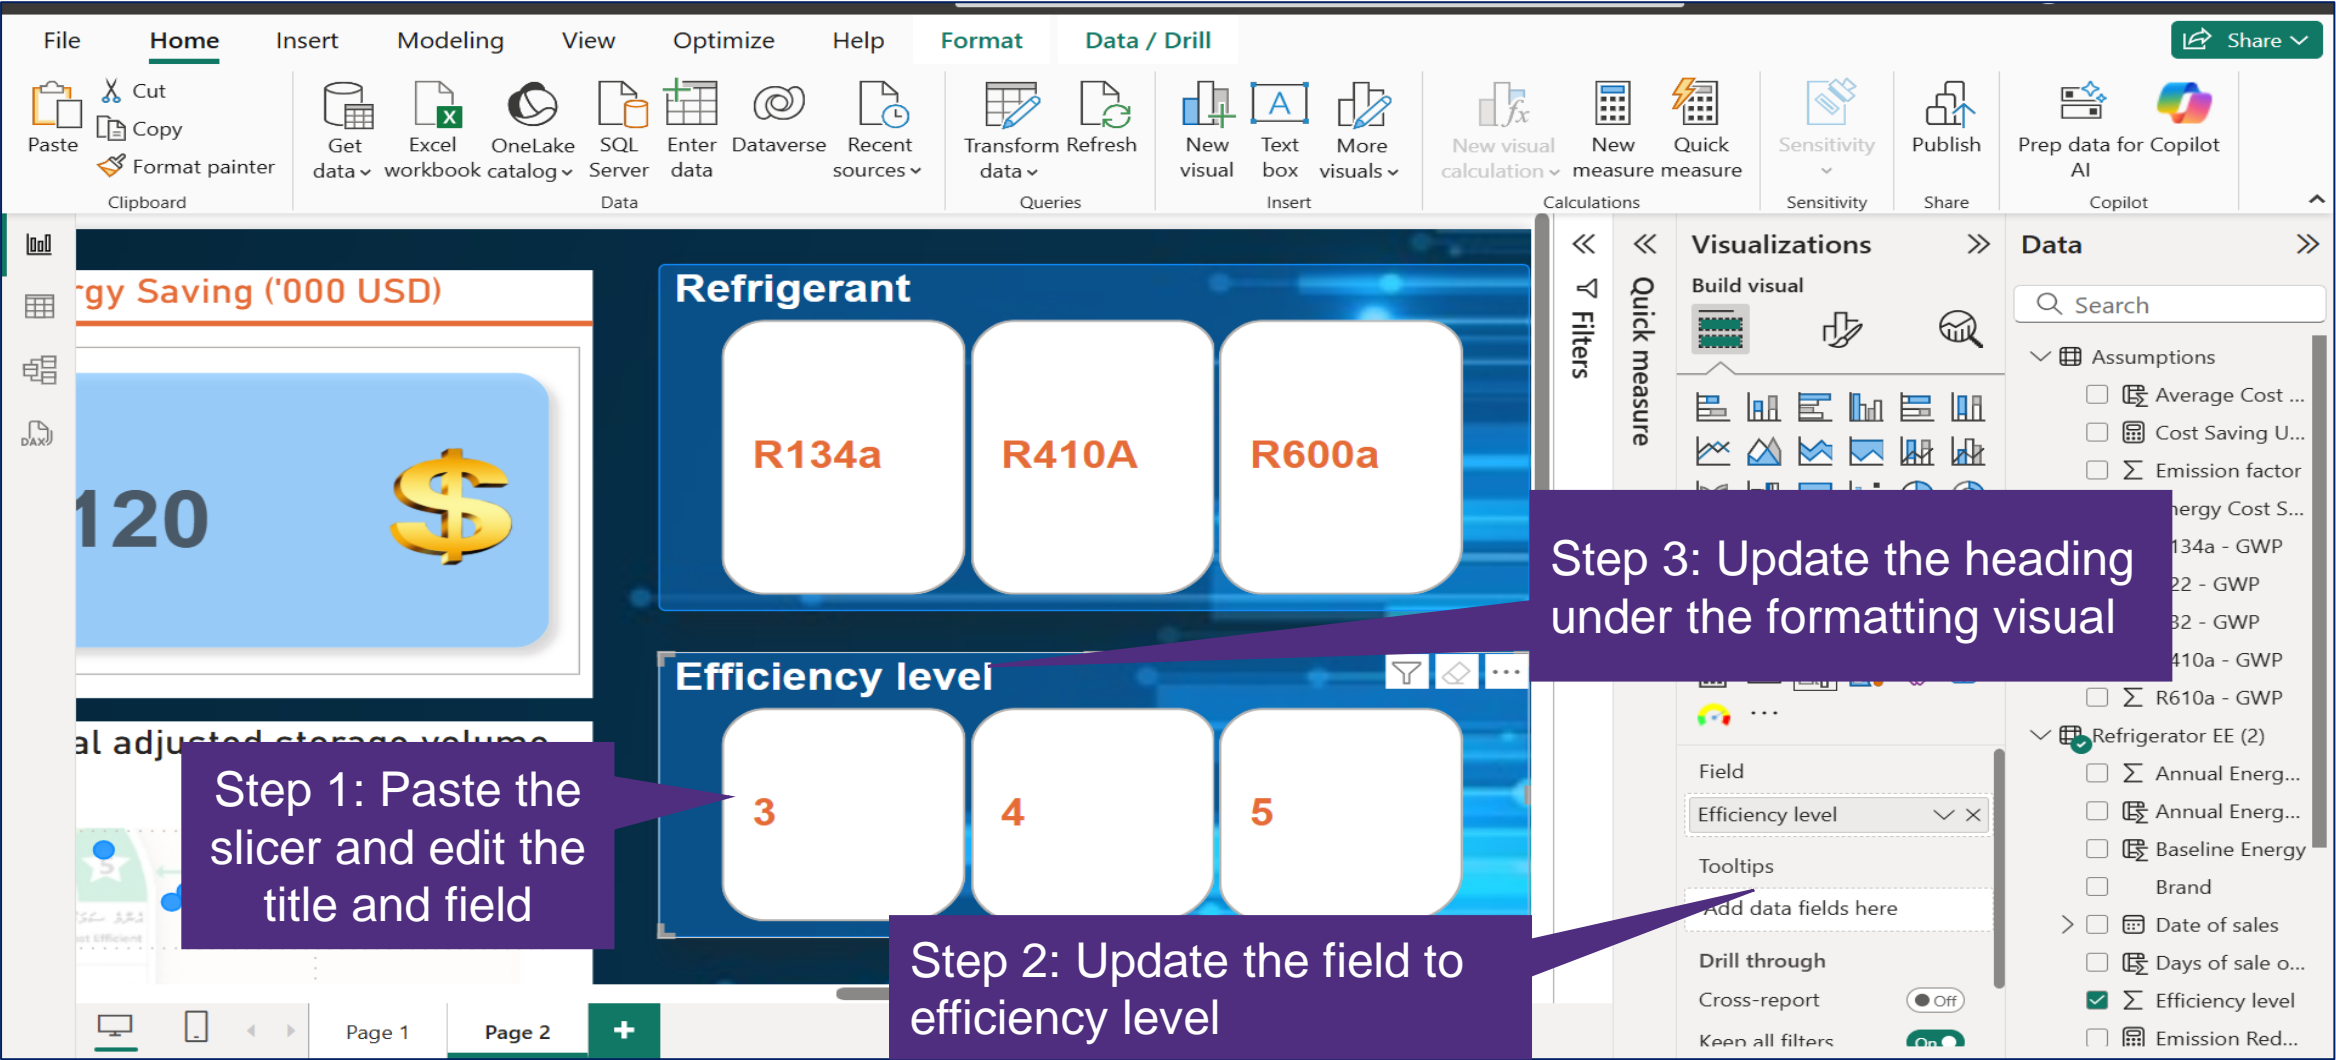 File Home Insert Modeling View Optimize Help Format Data / Drill Share
Paste
Cut
Copy
Format painter
Clipboard
Get data
Excel workbook
OneLake catalog
SQL Server
Enter data
Dataverse
Recent sources
Data
Transform data
Refresh
Queries
New visual
Text box
More visuals
Insert
New visual calculation
New measure
Quick measure
Calculations
Sensitivity
Sensitivity
Publish
Share
Prep data for AI
Copilot
Copilot
DAX
rgy Saving ('000 USD)
120
al adjusted storage volume
Refrigerant
R134a R410A R600a
Efficiency level
3 4 5
Step 1: Paste the
slicer and edit the
title and field
Step 2: Update the field to
efficiency level
Step 3: Update the heading
under the formatting visual
Filters
Quick measure
Visualizations
Build visual
Field
Efficiency level
Tooltips
Add data fields here
Drill through
Cross-report Off
Keep all filters On
Data
Search
Assumptions
Average Cost ...
Cost Saving U...
Emission factor
nergy Cost S...
134a - GWP
22 - GWP
32 - GWP
410a - GWP
R610a - GWP
Refrigerator EE (2)
Annual Energ...
Annual Energ...
Baseline Energy
Brand
Date of sales
Days of sale o...
Efficiency level
Emission Red...
Page 1 Page 2 +